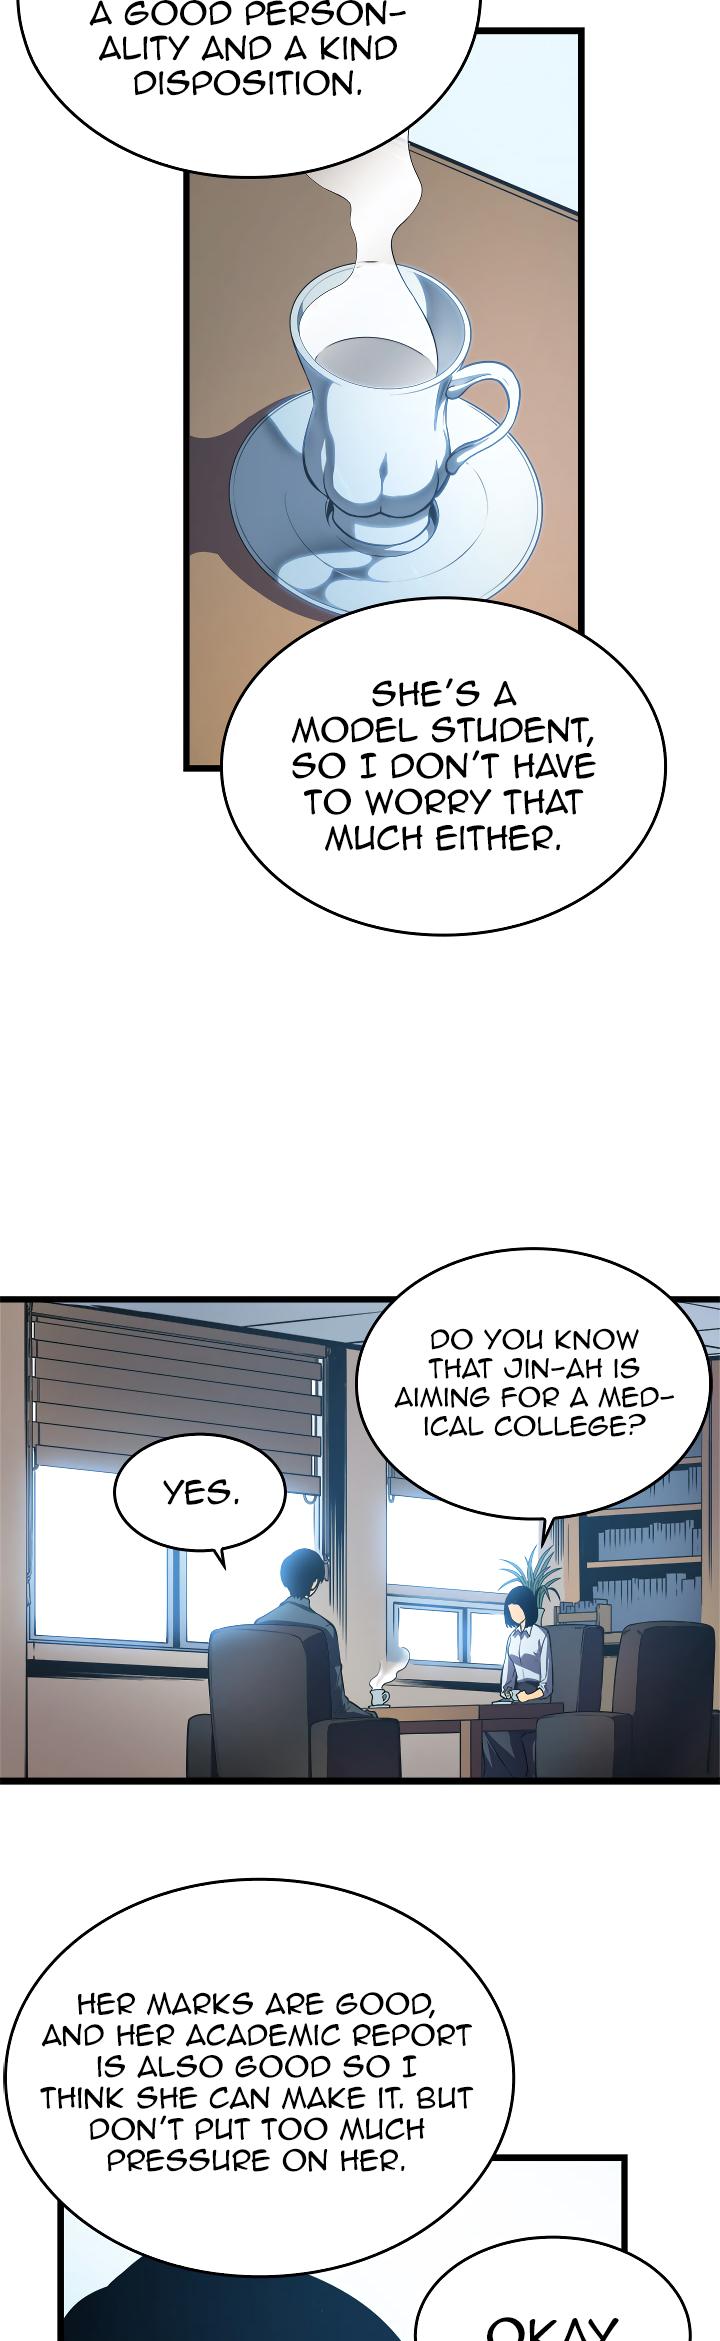 A GOOD PERSON-
ALITY AND A KIND
DISPOSITION.
SHE'S A
MODEL STUDENT,
SO I DON'T HAVE
TO WORRY THAT
MUCH EITHER.
DO YOU KNOW
THAT JIN-AH IS
AIMING FOR A MED-
ICAL COLLEGE?
YES.
HER MARKS ARE GOOD,
AND HER ACADEMIC REPORT
IS ALSO GOOD SO I
THINK SHE CAN MAKE IT. BUT
DON'T PUT TOO MUCH
PRESSURE ON HER.
OKAY